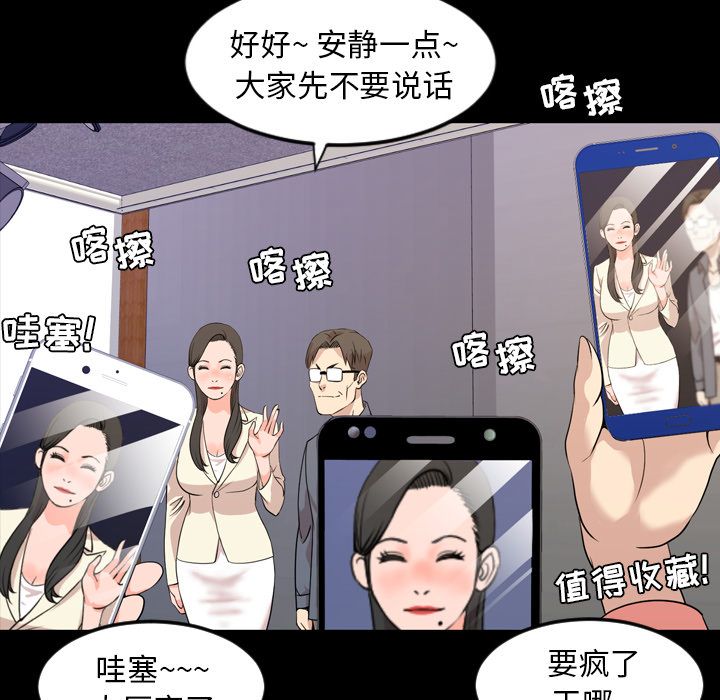 好好~ 安静一点~
大家先不要说话
喀擦
喀擦
喀擦
哇塞!
喀擦
值得收藏!
哇塞~~~
要疯了